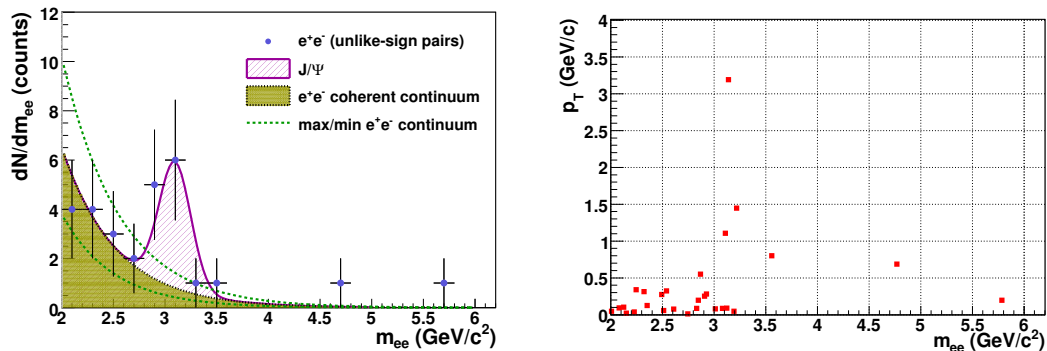 dN/dm_ee (counts)
12
10
8
6
4
2
0
e⁺e⁻ (unlike-sign pairs)
J/Ψ
e⁺e⁻ coherent continuum
max/min e⁺e⁻ continuum
2 2.5 3 3.5 4 4.5 5 5.5 6
m_ee (GeV/c²)
p_T (GeV/c)
4
3.5
3
2.5
2
1.5
1
0.5
0
2 2.5 3 3.5 4 4.5 5 5.5 6
m_ee (GeV/c²)